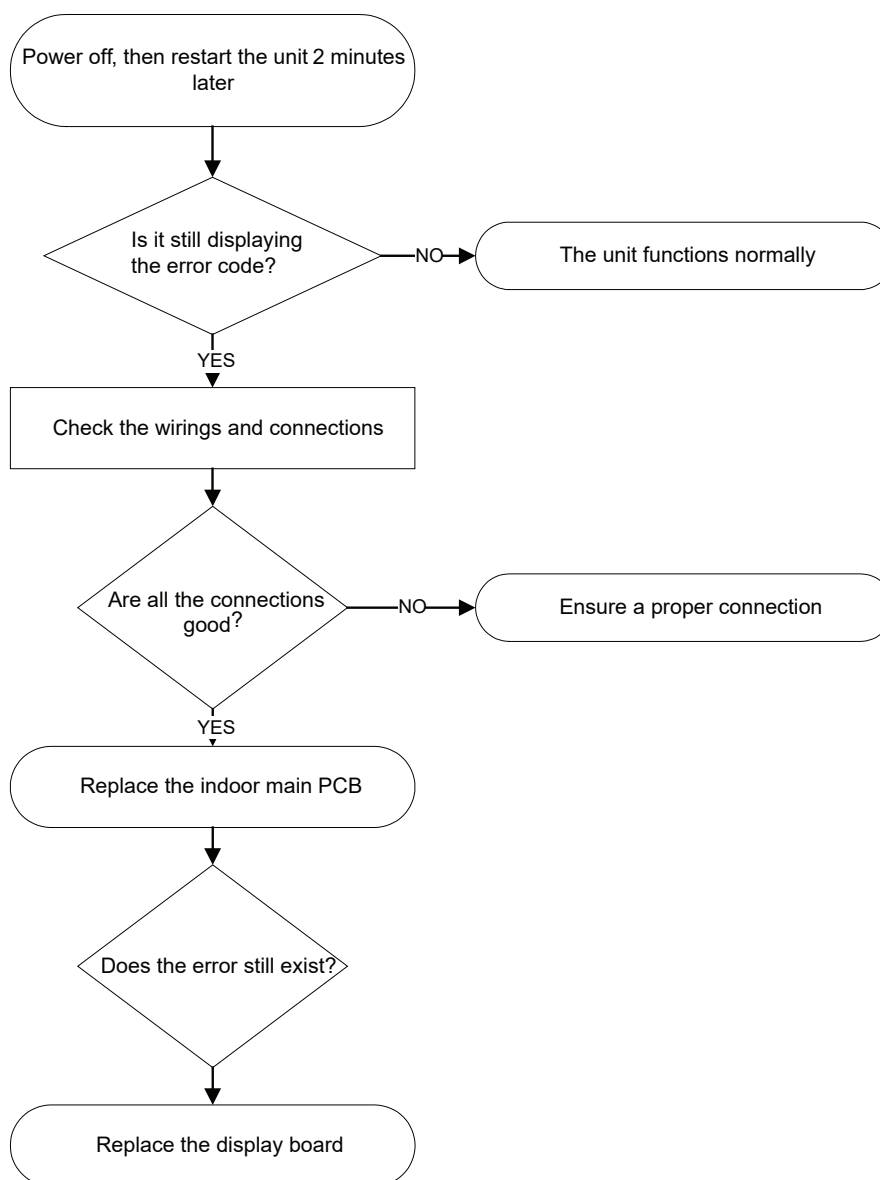 Power off, then restart the unit 2 minutes
later
Is it still displaying
the error code?
NO
The unit functions normally
YES
Check the wirings and connections
Are all the connections
good?
NO
Ensure a proper connection
YES
Replace the indoor main PCB
Does the error still exist?
Replace the display board